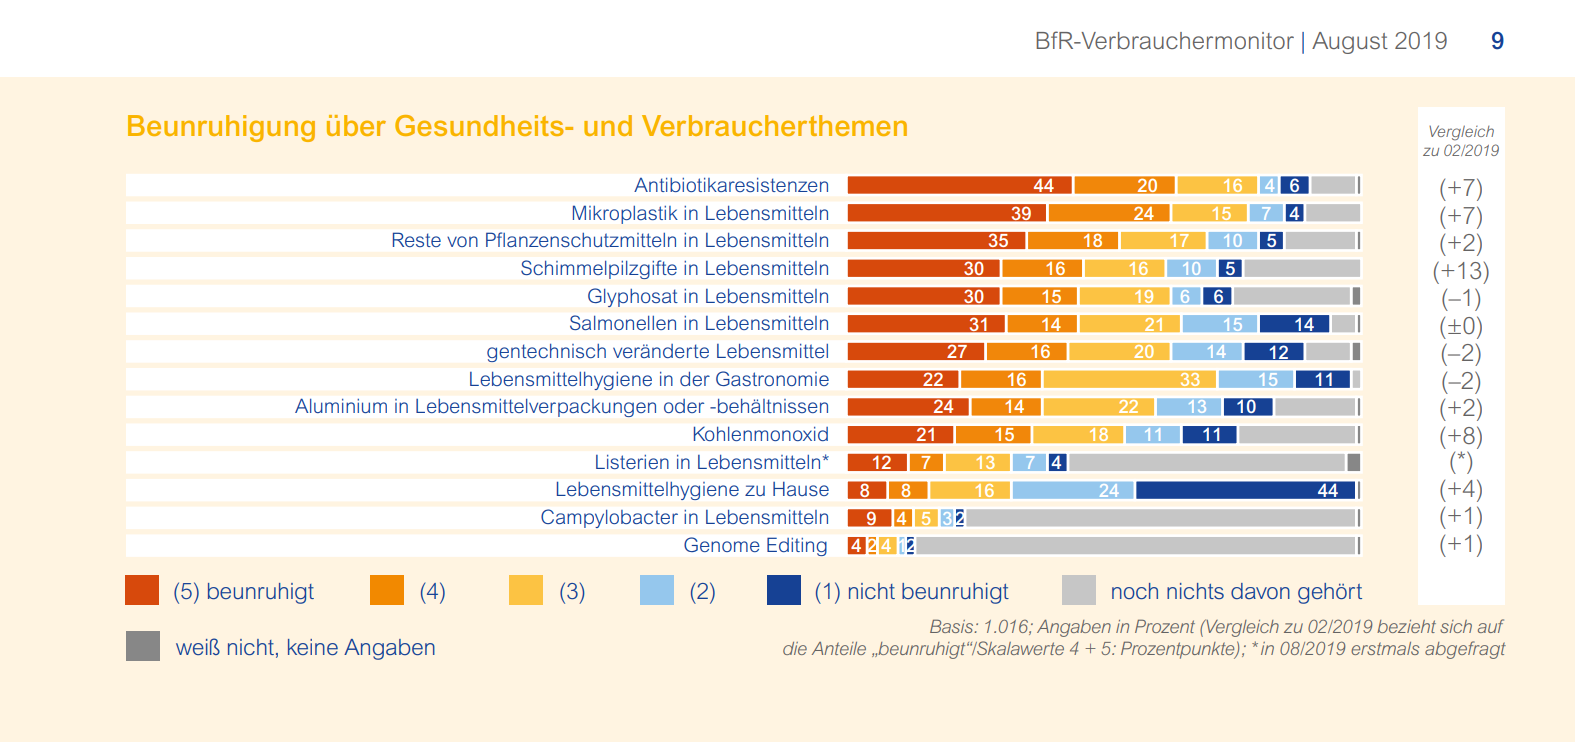 BfR-Verbrauchermonitor | August 2019 9
Beunruhigung über Gesundheits- und Verbraucherthemen
Vergleich
zu 02/2019
Antibiotikaresistenzen 44 20 16 4 6 (+7)
Mikroplastik in Lebensmitteln 39 24 15 7 4 (+7)
Reste von Pflanzenschutzmitteln in Lebensmitteln 35 18 17 10 5 (+2)
Schimmelpilzgifte in Lebensmitteln 30 16 16 10 5 (+13)
Glyphosat in Lebensmitteln 30 15 19 6 6 (–1)
Salmonellen in Lebensmitteln 31 14 21 15 14 (±0)
gentechnisch veränderte Lebensmittel 27 16 20 14 12 (–2)
Lebensmittelhygiene in der Gastronomie 22 16 33 15 11 (–2)
Aluminium in Lebensmittelverpackungen oder -behältnissen 24 14 22 13 10 (+2)
Kohlenmonoxid 21 15 18 11 11 (+8)
Listerien in Lebensmitteln* 12 7 13 7 4 (*)
Lebensmittelhygiene zu Hause 8 8 16 24 44 (+4)
Campylobacter in Lebensmitteln 9 4 5 3 2 (+1)
Genome Editing 4 2 4 1 2 (+1)
(5) beunruhigt (4) (3) (2) (1) nicht beunruhigt noch nichts davon gehört
weiß nicht, keine Angaben
Basis: 1.016; Angaben in Prozent (Vergleich zu 02/2019 bezieht sich auf
die Anteile „beunruhigt“/Skalawerte 4 + 5: Prozentpunkte); * in 08/2019 erstmals abgefragt